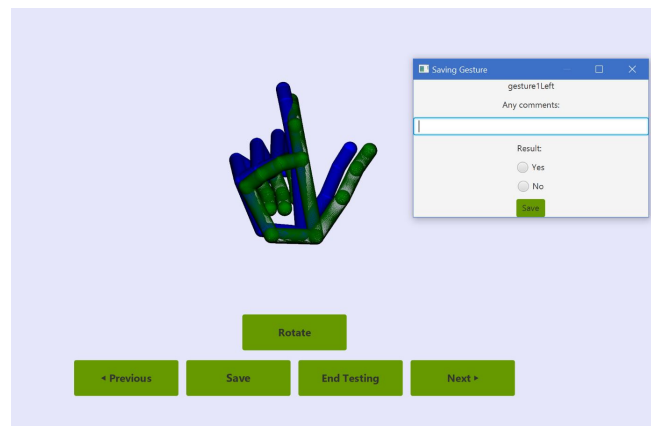 Saving Gesture
gesture1Left
Any comments:
Result:
Yes
No
Save
Rotate
Previous
Save
End Testing
Next